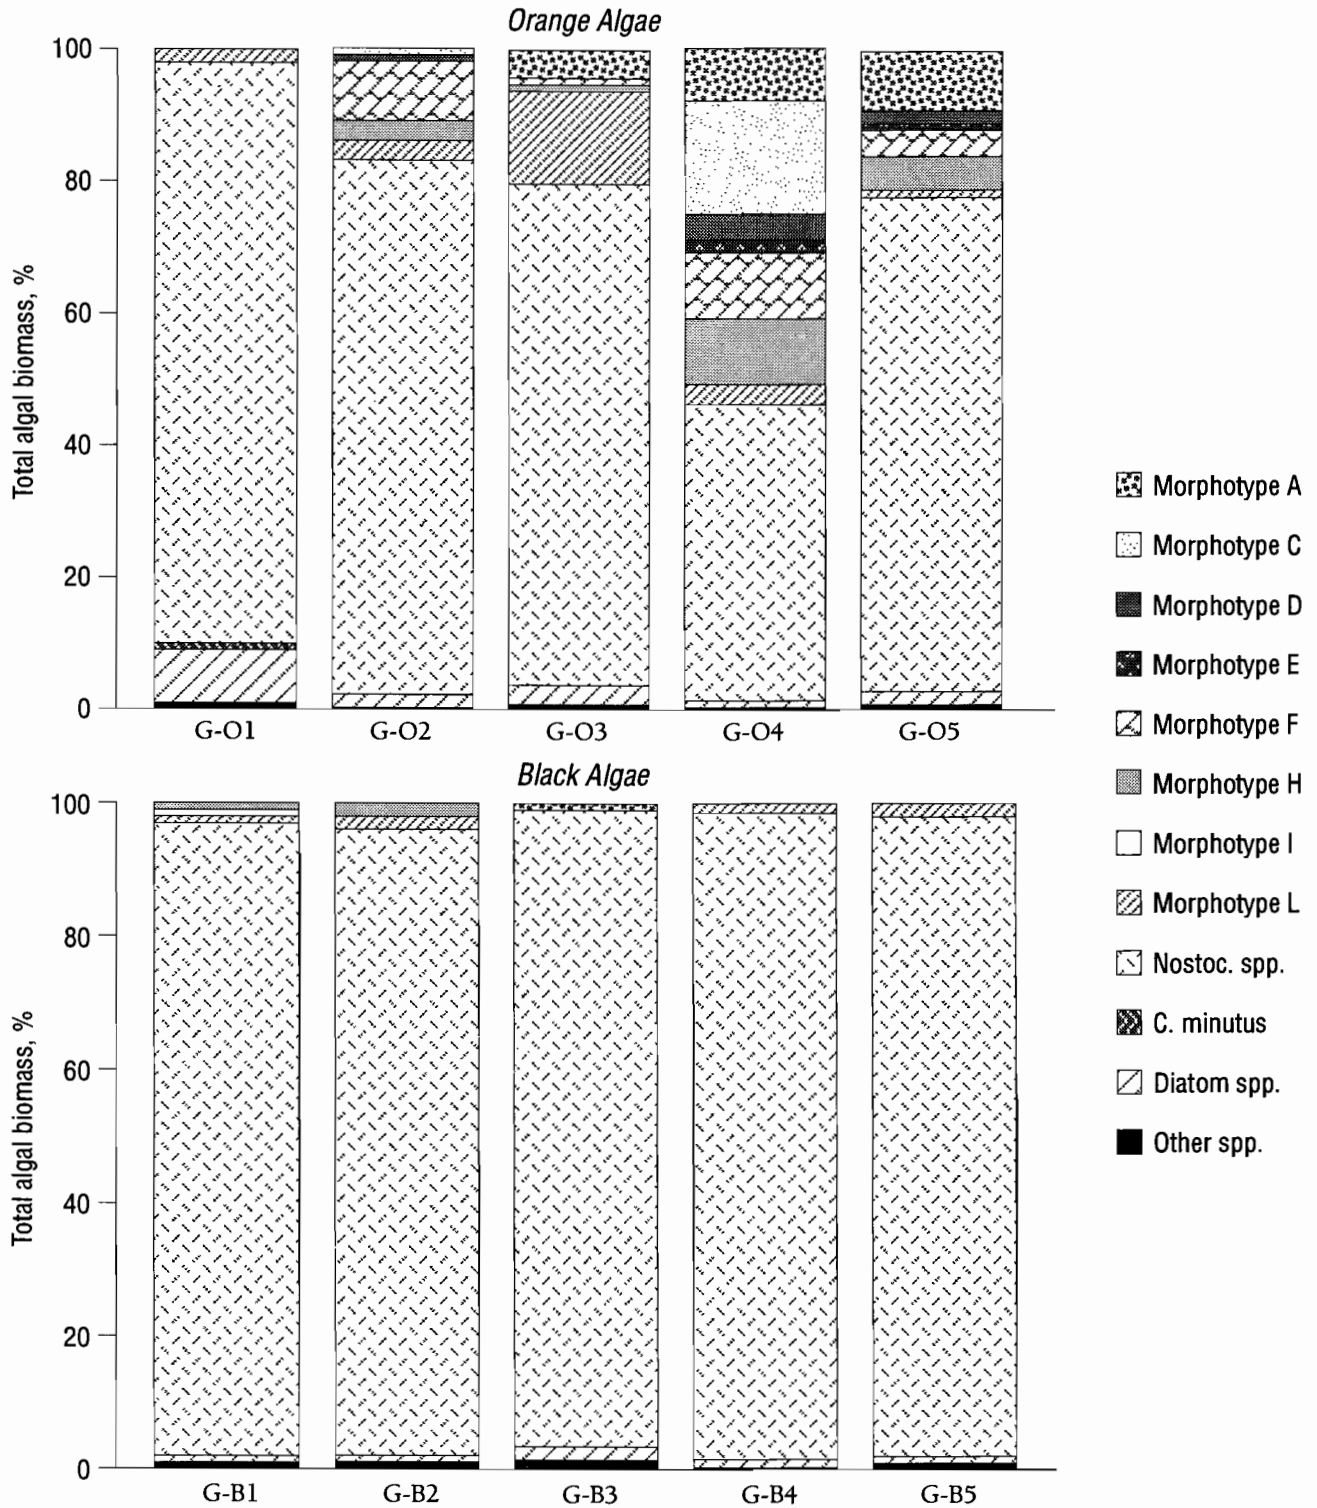 Orange Algae
100
80
60
40
20
0
Total algal biomass, %
G-O1 G-O2 G-O3 G-O4 G-O5
Black Algae
100
80
60
40
20
0
Total algal biomass, %
G-B1 G-B2 G-B3 G-B4 G-B5
Morphotype A
Morphotype C
Morphotype D
Morphotype E
Morphotype F
Morphotype H
Morphotype I
Morphotype L
Nostoc. spp.
C. minutus
Diatom spp.
Other spp.